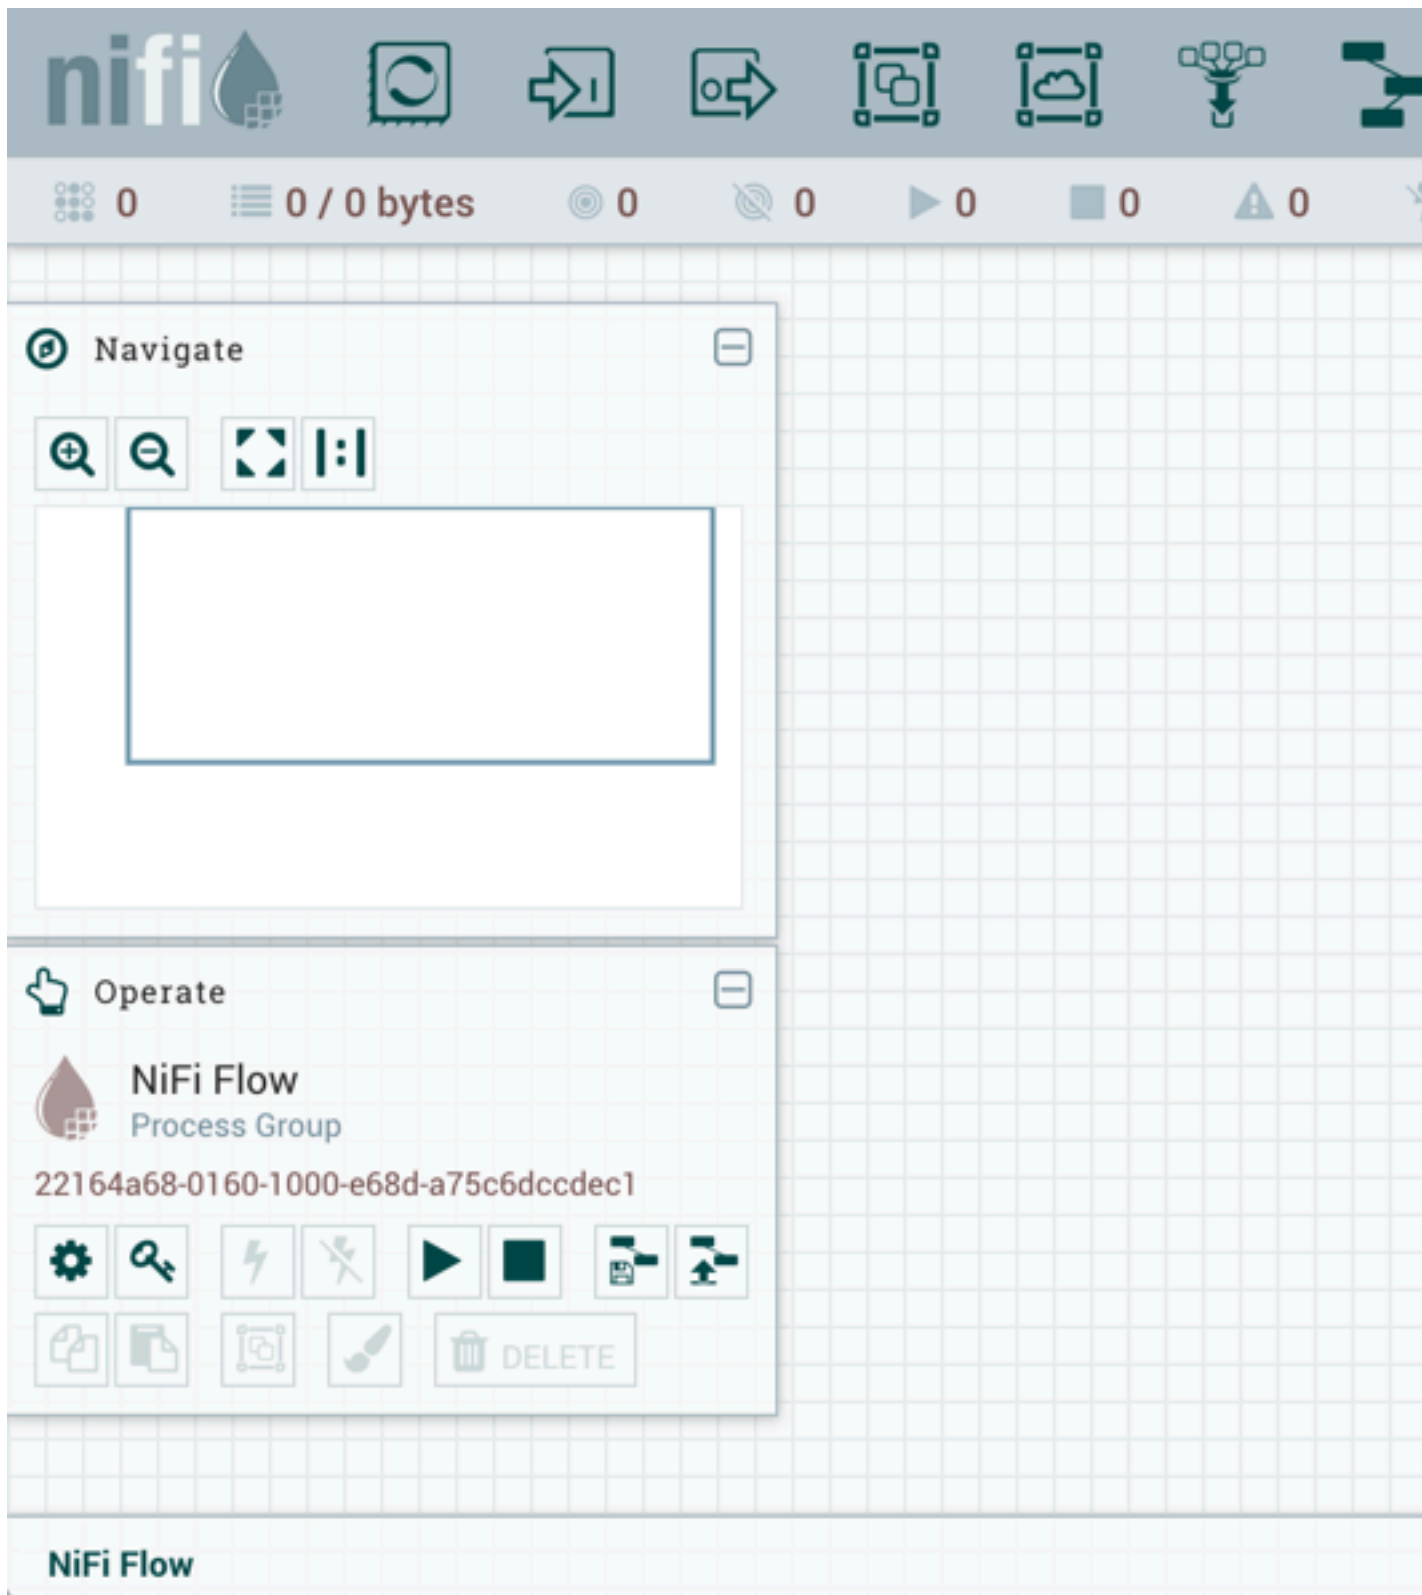 nifi
0 0 / 0 bytes 0 0 0 0 0
Navigate
Operate
NiFi Flow
Process Group
22164a68-0160-1000-e68d-a75c6dccdec1
DELETE
NiFi Flow